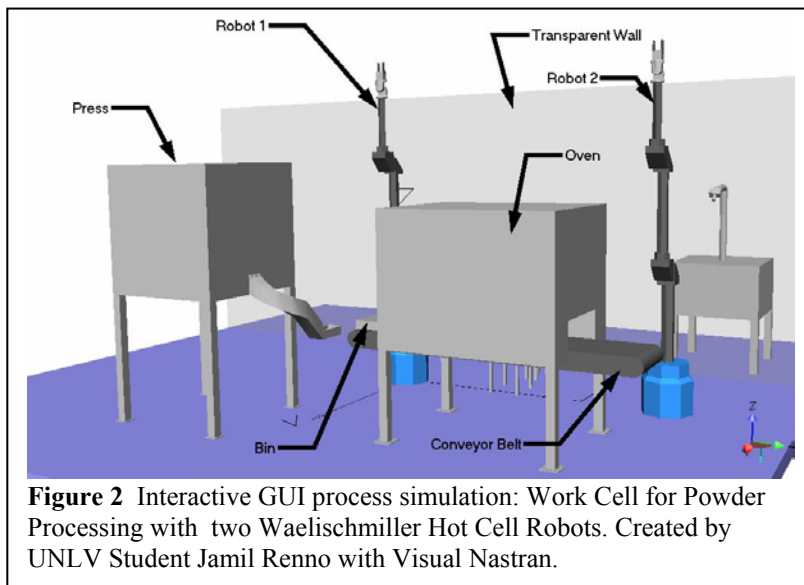 Robot 1
Transparent Wall
Robot 2
Press
Oven
Bin
Conveyor Belt
Z
Figure 2 Interactive GUI process simulation: Work Cell for Powder
Processing with two Waelischmiller Hot Cell Robots. Created by
UNLV Student Jamil Renno with Visual Nastran.